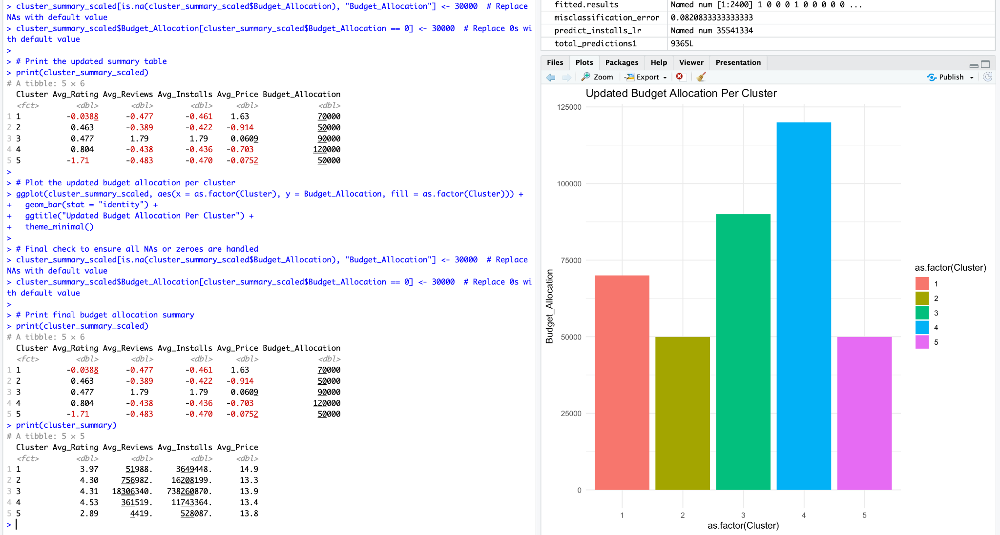 > cluster_summary_scaled[is.na(cluster_summary_scaled$Budget_Allocation), "Budget_Allocation"] <- 30000  # Replace
NAs with default value
> cluster_summary_scaled$Budget_Allocation[cluster_summary_scaled$Budget_Allocation == 0] <- 30000  # Replace 0s wi
th default value
>
> # Print the updated summary table
> print(cluster_summary_scaled)
# A tibble: 5 × 6
  Cluster Avg_Rating Avg_Reviews Avg_Installs Avg_Price Budget_Allocation
  <fct>        <dbl>       <dbl>        <dbl>     <dbl>             <dbl>
1 1          -0.0388      -0.477       -0.461    1.63               70000
2 2           0.463       -0.389       -0.422   -0.914              50000
3 3           0.477        1.79         1.79     0.0609             90000
4 4           0.804       -0.438       -0.436   -0.703             120000
5 5          -1.71        -0.483       -0.470   -0.0752             50000
>
> # Plot the updated budget allocation per cluster
> ggplot(cluster_summary_scaled, aes(x = as.factor(Cluster), y = Budget_Allocation, fill = as.factor(Cluster))) +
+   geom_bar(stat = "identity") +
+   ggtitle("Updated Budget Allocation Per Cluster") +
+   theme_minimal()
>
> # Final check to ensure all NAs or zeroes are handled
> cluster_summary_scaled[is.na(cluster_summary_scaled$Budget_Allocation), "Budget_Allocation"] <- 30000  # Replace
NAs with default value
> cluster_summary_scaled$Budget_Allocation[cluster_summary_scaled$Budget_Allocation == 0] <- 30000  # Replace 0s wi
th default value
>
> # Print final budget allocation summary
> print(cluster_summary_scaled)
# A tibble: 5 × 6
  Cluster Avg_Rating Avg_Reviews Avg_Installs Avg_Price Budget_Allocation
  <fct>        <dbl>       <dbl>        <dbl>     <dbl>             <dbl>
1 1          -0.0388      -0.477       -0.461    1.63               70000
2 2           0.463       -0.389       -0.422   -0.914              50000
3 3           0.477        1.79         1.79     0.0609             90000
4 4           0.804       -0.438       -0.436   -0.703             120000
5 5          -1.71        -0.483       -0.470   -0.0752             50000
> print(cluster_summary)
# A tibble: 5 × 5
  Cluster Avg_Rating Avg_Reviews Avg_Installs Avg_Price
  <fct>        <dbl>       <dbl>        <dbl>     <dbl>
1 1             3.97      51988.     3649448.      14.9
2 2             4.30     756982.    16208199.      13.3
3 3             4.31   18306340.   738260870.      13.9
4 4             4.53     361519.    11743364.      13.4
5 5             2.89       4419.      528087.      13.8
>
fitted.results Named num [1:2400] 1 0 0 0 1 0 0 0 0 0 ...
misclassification_error 0.0820833333333333
predict_installs_lr Named num 35541334
total_predictions1 9365L
Files Plots Packages Help Viewer Presentation
Zoom Export Publish
Updated Budget Allocation Per Cluster
125000
100000
75000
50000
25000
0
Budget_Allocation
1 2 3 4 5
as.factor(Cluster)
as.factor(Cluster)
1
2
3
4
5